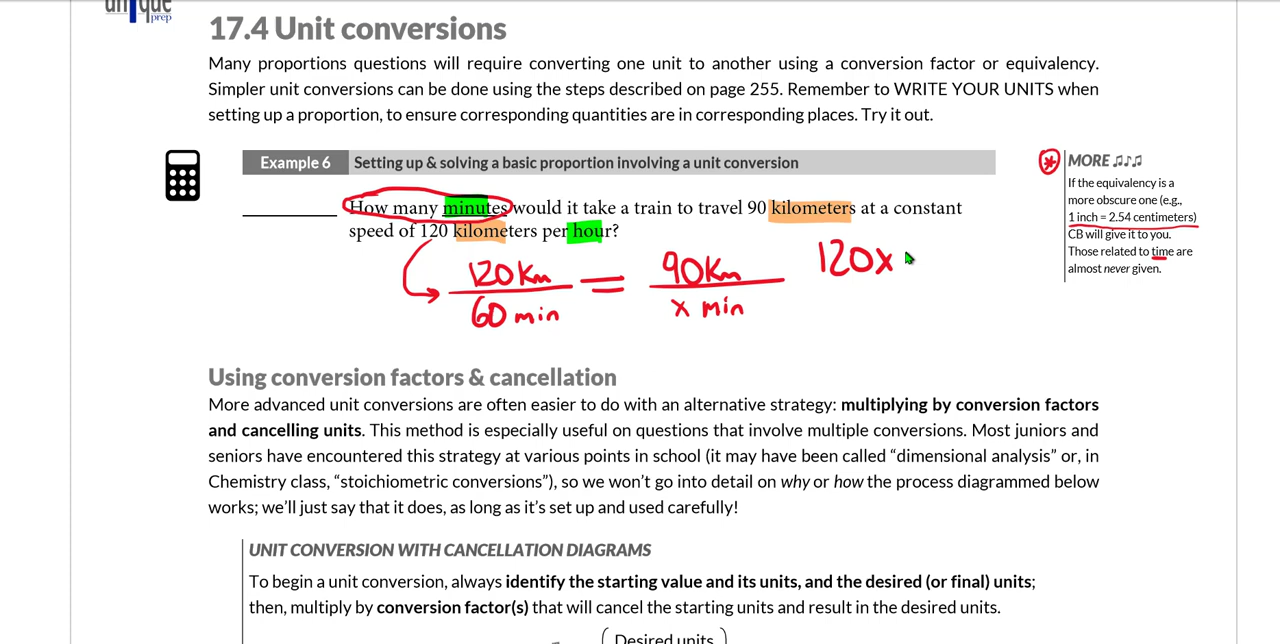 unIque
prep
17.4 Unit conversions
Many proportions questions will require converting one unit to another using a conversion factor or equivalency.
Simpler unit conversions can be done using the steps described on page 255. Remember to WRITE YOUR UNITS when
setting up a proportion, to ensure corresponding quantities are in corresponding places. Try it out.
Example 6 Setting up & solving a basic proportion involving a unit conversion
How many minutes would it take a train to travel 90 kilometers at a constant
speed of 120 kilometers per hour?
120 Km = 90 Km 120x
60 min x min
MORE ♫♪♫
If the equivalency is a
more obscure one (e.g.,
1 inch = 2.54 centimeters)
CB will give it to you.
Those related to time are
almost never given.
Using conversion factors & cancellation
More advanced unit conversions are often easier to do with an alternative strategy: multiplying by conversion factors
and cancelling units. This method is especially useful on questions that involve multiple conversions. Most juniors and
seniors have encountered this strategy at various points in school (it may have been called “dimensional analysis” or, in
Chemistry class, “stoichiometric conversions”), so we won’t go into detail on why or how the process diagrammed below
works; we’ll just say that it does, as long as it’s set up and used carefully!
UNIT CONVERSION WITH CANCELLATION DIAGRAMS
To begin a unit conversion, always identify the starting value and its units, and the desired (or final) units;
then, multiply by conversion factor(s) that will cancel the starting units and result in the desired units.
( Desired units )